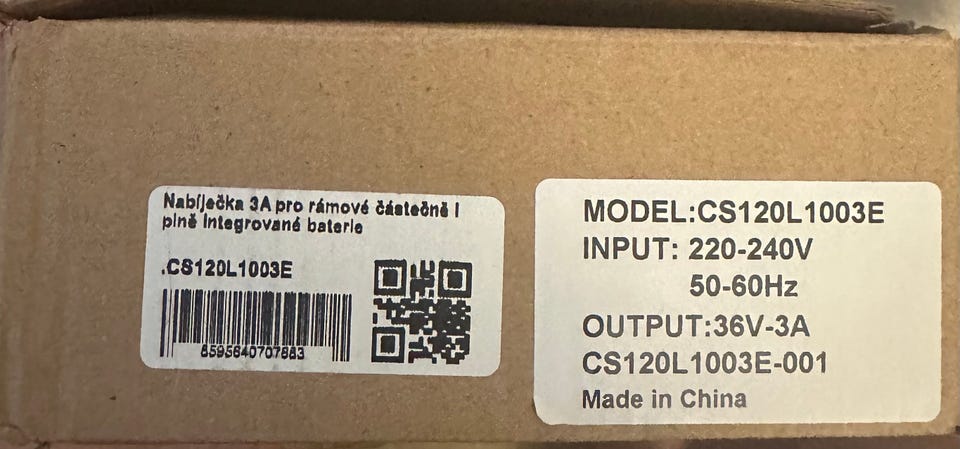 Nabíječka 3A pro rámové částečně i
plně integrované baterie
.CS120L1003E
8595640707883
MODEL:CS120L1003E
INPUT: 220-240V
50-60Hz
OUTPUT:36V-3A
CS120L1003E-001
Made in China